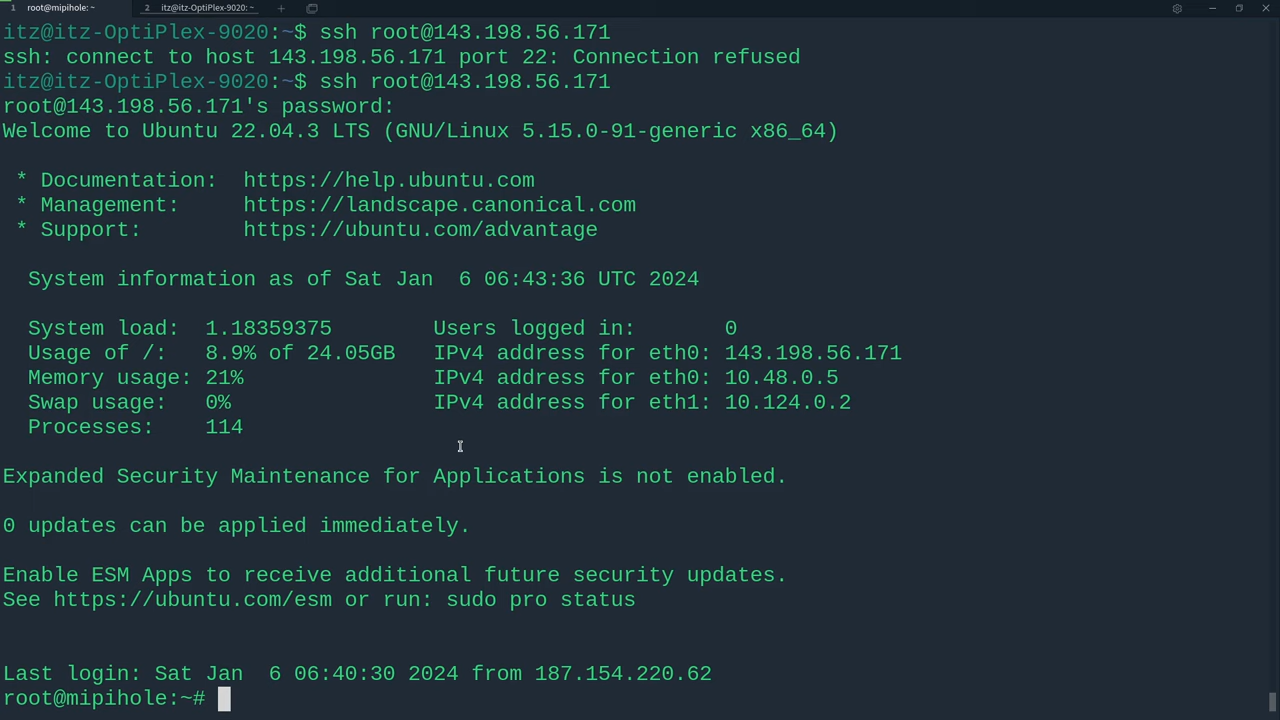 1 root@mipihole: ~ 2 itz@itz-OptiPlex-9020: ~
itz@itz-OptiPlex-9020:~$ ssh root@143.198.56.171
ssh: connect to host 143.198.56.171 port 22: Connection refused
itz@itz-OptiPlex-9020:~$ ssh root@143.198.56.171
root@143.198.56.171's password:
Welcome to Ubuntu 22.04.3 LTS (GNU/Linux 5.15.0-91-generic x86_64)
* Documentation:  https://help.ubuntu.com
* Management:     https://landscape.canonical.com
* Support:        https://ubuntu.com/advantage
System information as of Sat Jan  6 06:43:36 UTC 2024
System load:  1.18359375        Users logged in:       0
Usage of /:   8.9% of 24.05GB   IPv4 address for eth0: 143.198.56.171
Memory usage: 21%               IPv4 address for eth0: 10.48.0.5
Swap usage:   0%                IPv4 address for eth1: 10.124.0.2
Processes:    114
Expanded Security Maintenance for Applications is not enabled.
0 updates can be applied immediately.
Enable ESM Apps to receive additional future security updates.
See https://ubuntu.com/esm or run: sudo pro status
Last login: Sat Jan  6 06:40:30 2024 from 187.154.220.62
root@mipihole:~#